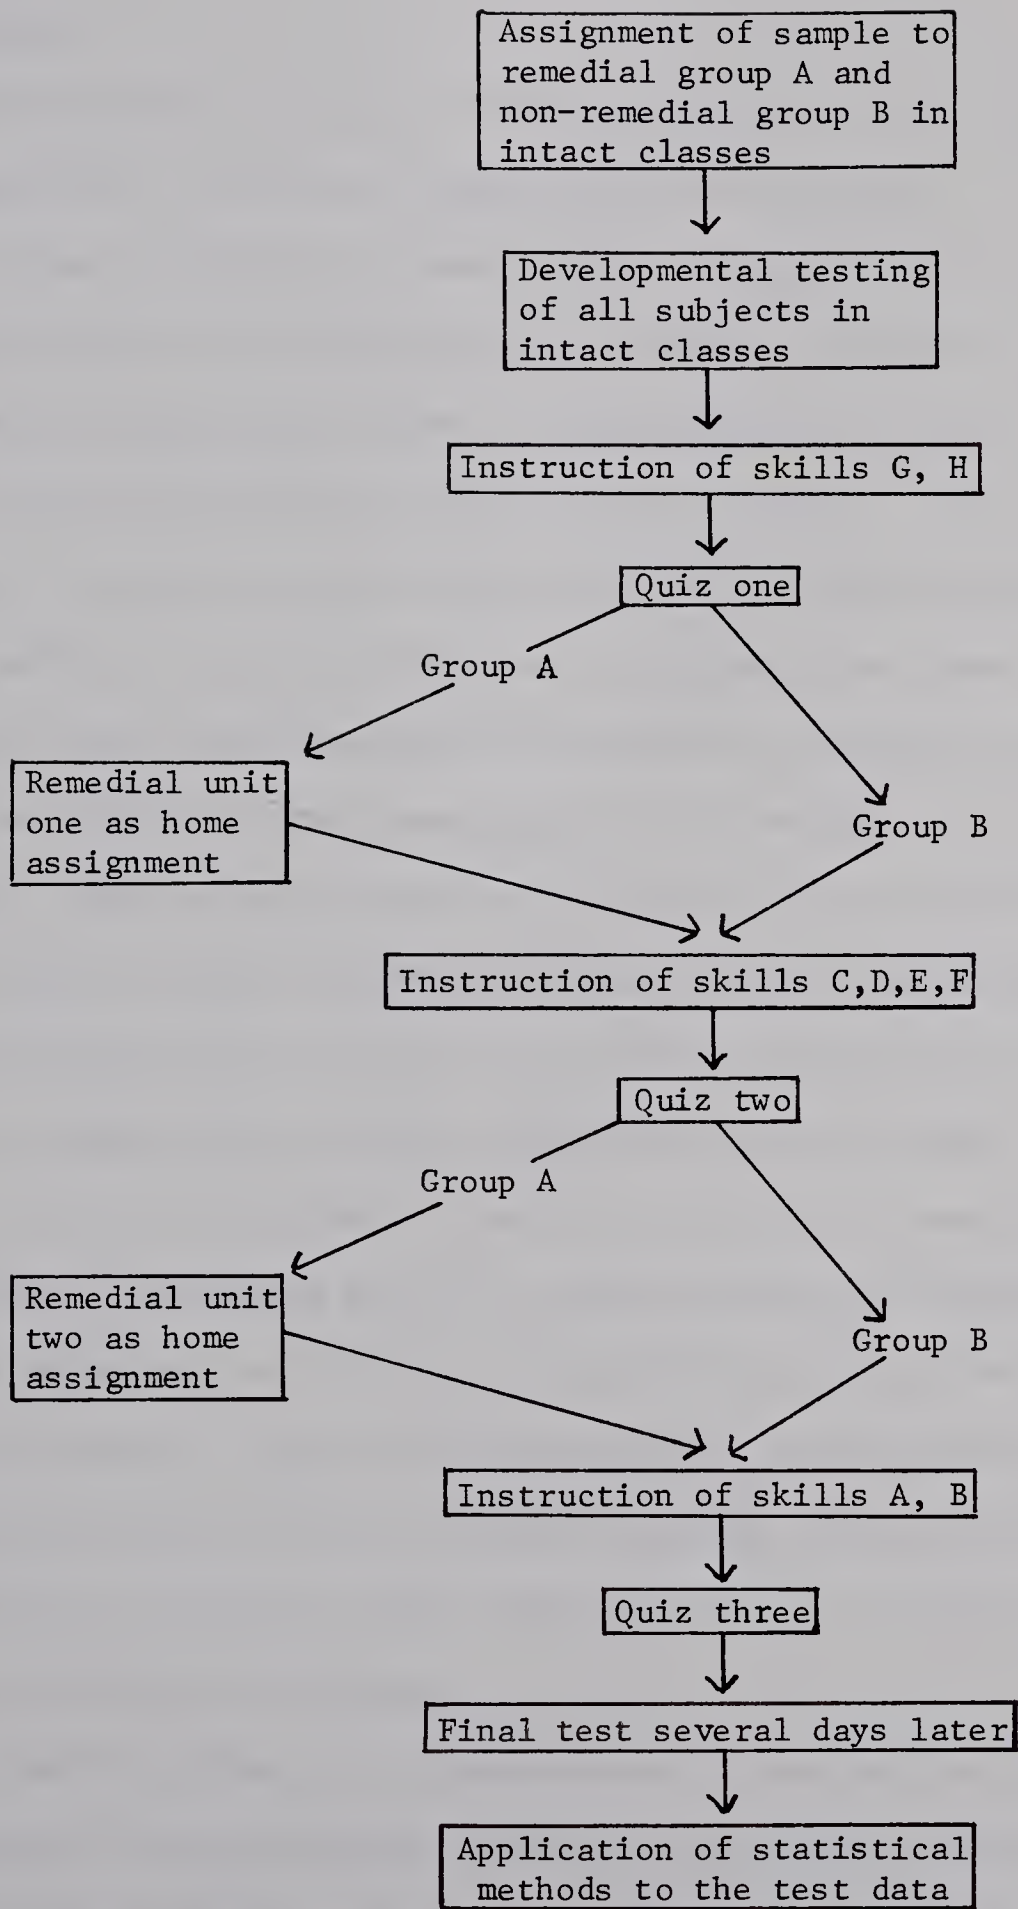 Assignment of sample to
remedial group A and
non-remedial group B in
intact classes
Developmental testing
of all subjects in
intact classes
Instruction of skills G, H
Quiz one
Group A
Remedial unit
one as home
assignment
Group B
Instruction of skills C,D,E,F
Quiz two
Group A
Remedial unit
two as home
assignment
Group B
Instruction of skills A, B
Quiz three
Final test several days later
Application of statistical
methods to the test data